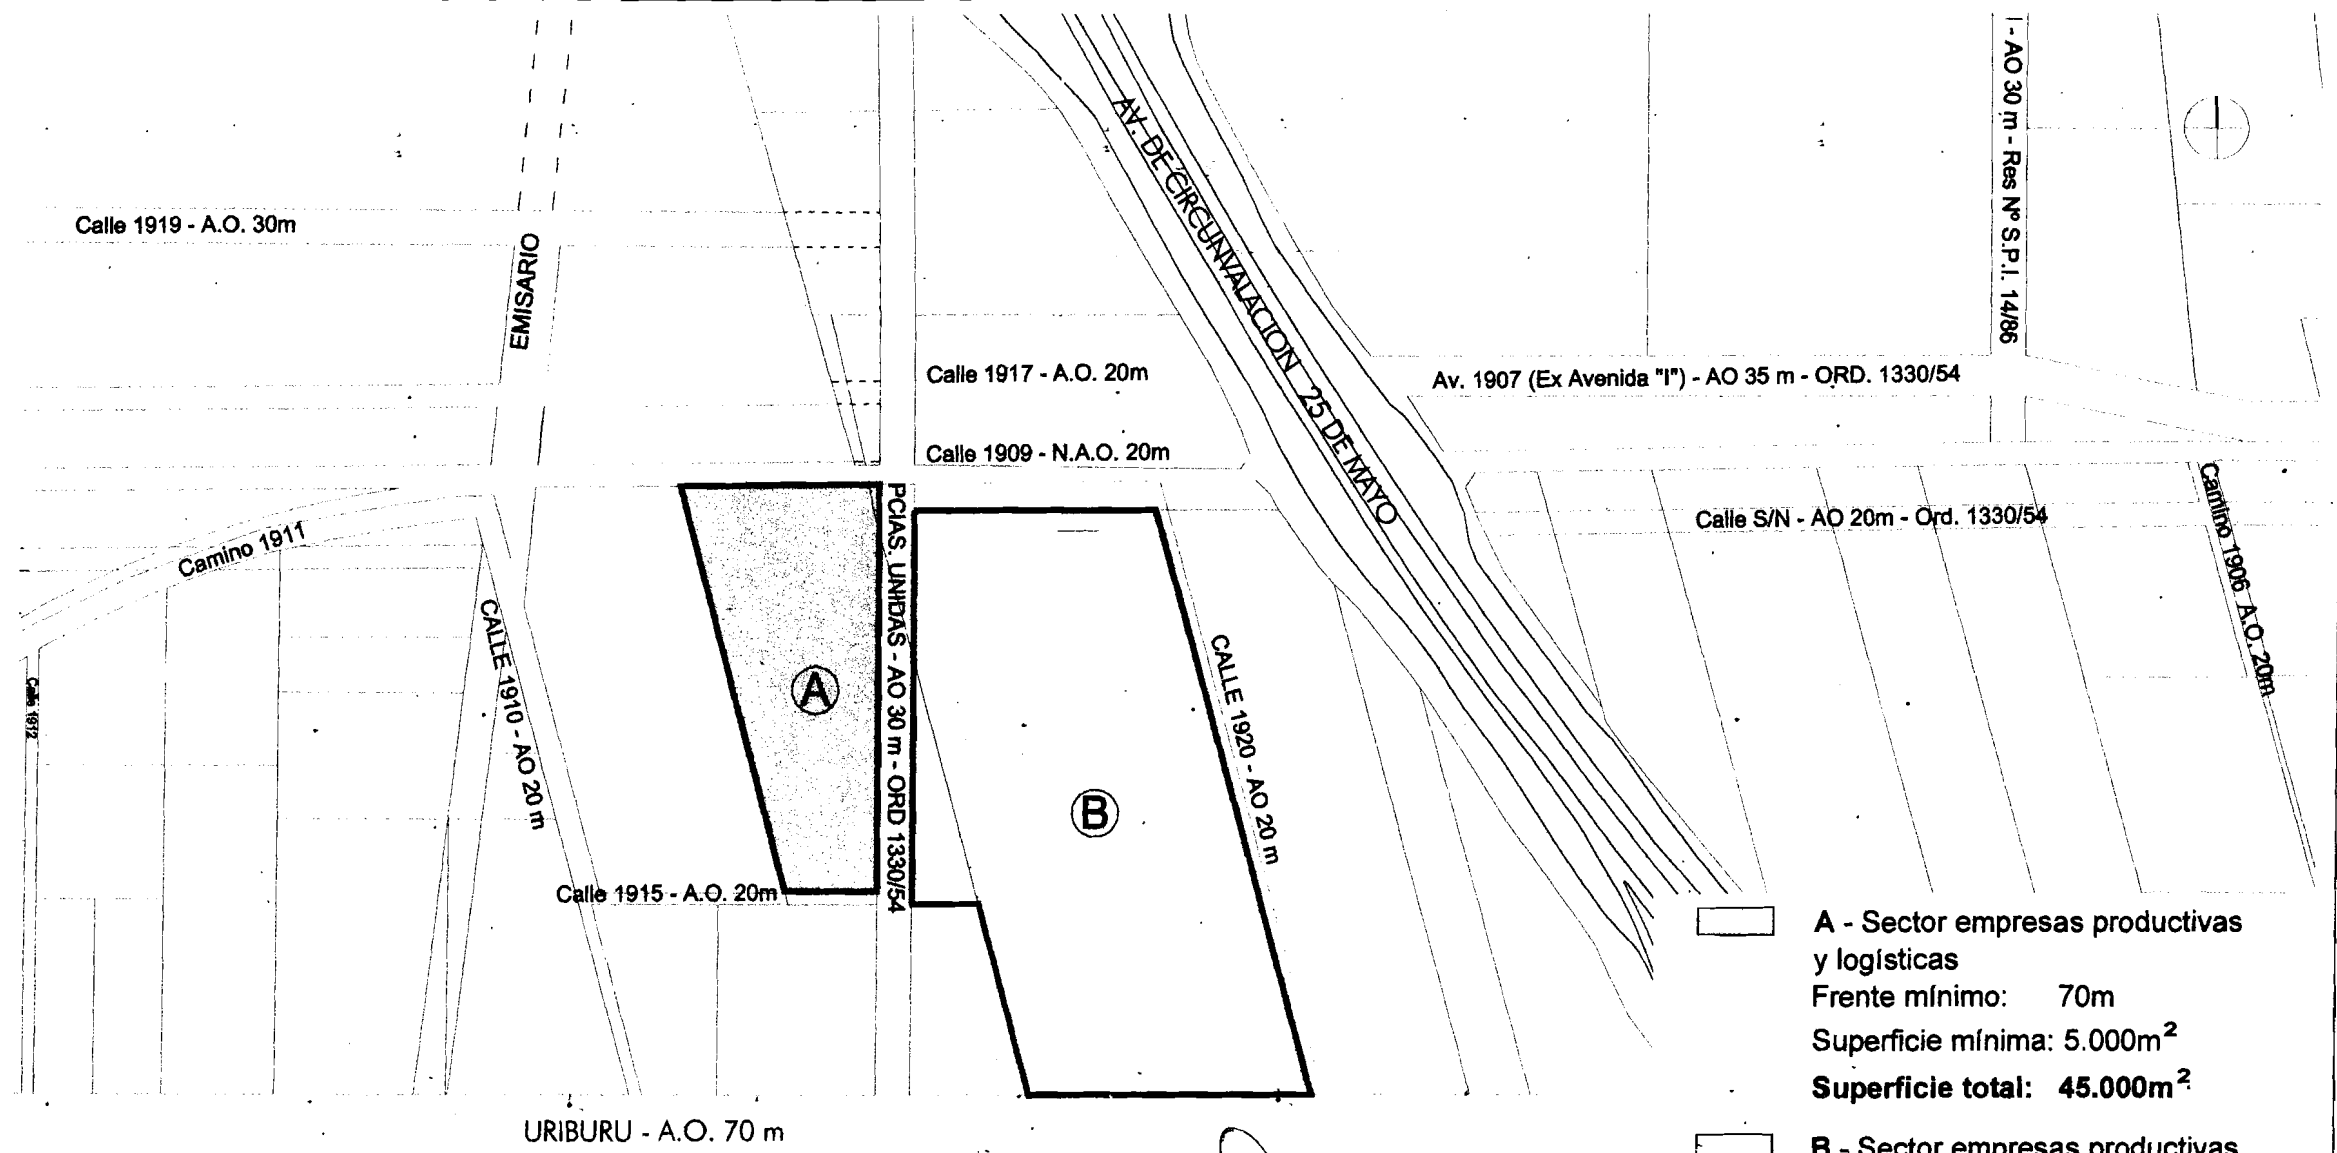 I - AO 30 m - Res Nº S.P.I. 14/86
AV. DE CIRCUNVALACION 25 DE MAYO
Calle 1919 - A.O. 30m
EMISARIO
Calle 1917 - A.O. 20m
Av. 1907 (Ex Avenida "I") - AO 35 m - ORD. 1330/54
Calle 1909 - N.A.O. 20m
Camino 1911
PCIAS. UNIDAS - AO 30 m - ORD 1330/54
Calle S/N - AO 20m - Ord. 1330/54
Camino 1906 A.O. 20m
CALLE 1910 - AO 20 m
CALLE 1920 - AO 20 m
Calle 1912
A
B
Calle 1915 - A.O. 20m
A - Sector empresas productivas
y logísticas
Frente mínimo: 70m
Superficie mínima: 5.000m²
Superficie total: 45.000m²
URIBURU - A.O. 70 m
B - Sector empresas productivas